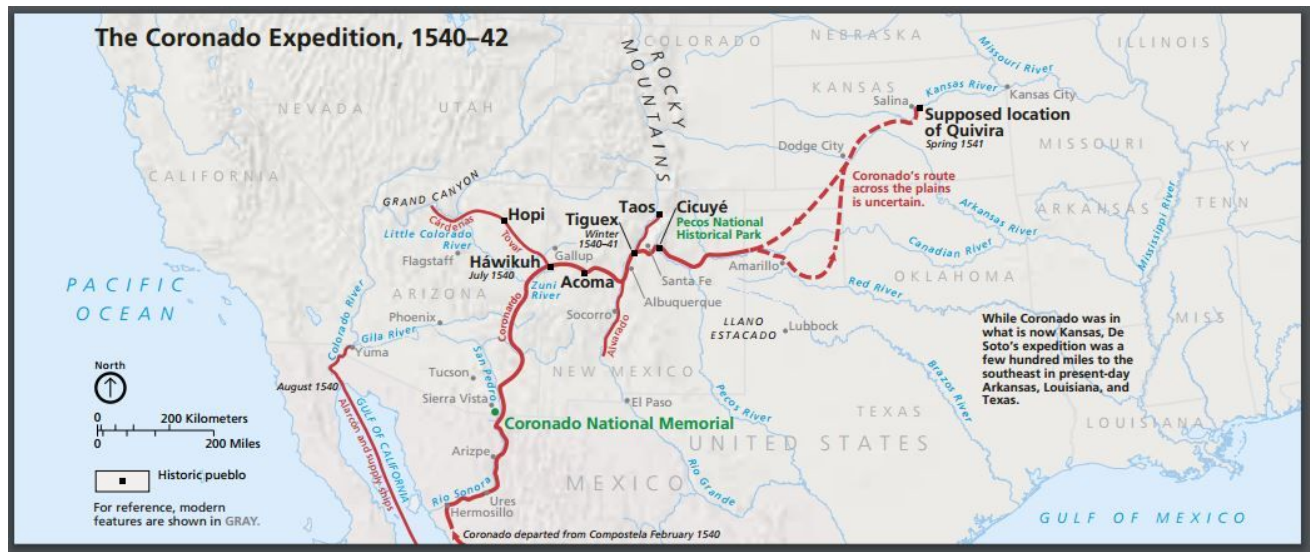 The Coronado Expedition, 1540–42
COLORADO
NEBRASKA
ILLINOIS
Missouri River
ROCKY
MOUNTAINS
NEVADA
UTAH
KANSAS
Kansas River
Salina
Kansas City
Supposed location
of Quivira
Spring 1541
MISSOURI
KY
Dodge City
CALIFORNIA
GRAND CANYON
Coronado's route
across the plains
is uncertain.
Cárdenas
Hopi
Taos
Cicuyé
Pecos National
Historical Park
Tiguex
Winter
1540–41
Arkansas River
ARKANSAS
TENN
Mississippi River
Little Colorado
River
Tovar
Flagstaff
Háwikuh
July 1540
Gallup
Canadian River
Amarillo
OKLAHOMA
Acoma
Santa Fe
PACIFIC
OCEAN
ARIZONA
Zuni
River
Albuquerque
Red River
Colorado River
Phoenix
Coronardo
Socorro
Alvarado
LLANO
ESTACADO
Lubbock
While Coronado was in
what is now Kansas, De
Soto's expedition was a
few hundred miles to the
southeast in present-day
Arkansas, Louisiana, and
Texas.
MISS
Gila River
Yuma
North
August 1540
Tucson
San Pedro
NEW MEXICO
Sierra Vista
El Paso
Pecos River
Brazos River
TEXAS
LOUISIANA
0 200 Kilometers
0 200 Miles
Alarcón and supply ships
GULF OF CALIFORNIA
Coronado National Memorial
UNITED STATES
Arizpe
Historic pueblo
MEXICO
Rio Grande
Río Sonora
Ures
Hermosillo
For reference, modern
features are shown in GRAY.
GULF OF MEXICO
Coronado departed from Compostela February 1540